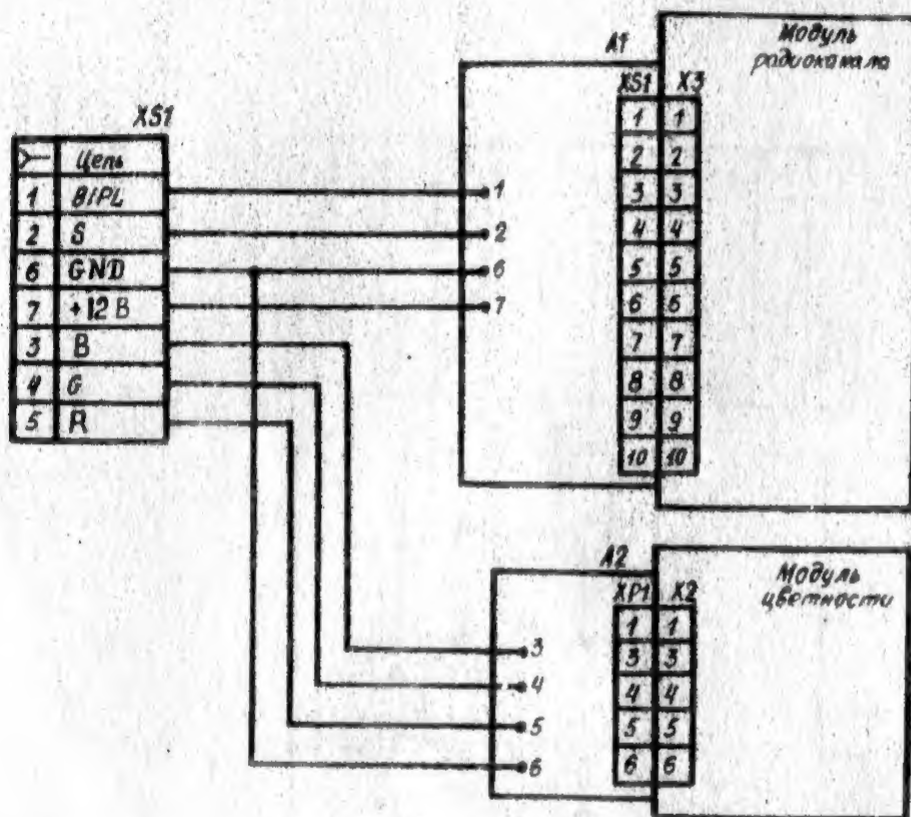 XS1
Цепь
1 B/PL
2 S
6 GND
7 +12 В
3 B
4 G
5 R
A1
Модуль
радиоканала
XS1 X3
1 1
2 2
3 3
4 4
5 5
6 6
7 7
8 8
9 9
10 10
1
2
6
7
A2
Модуль
цветности
XP1 X2
1 1
3 3
4 4
5 5
6 6
3
4
5
6